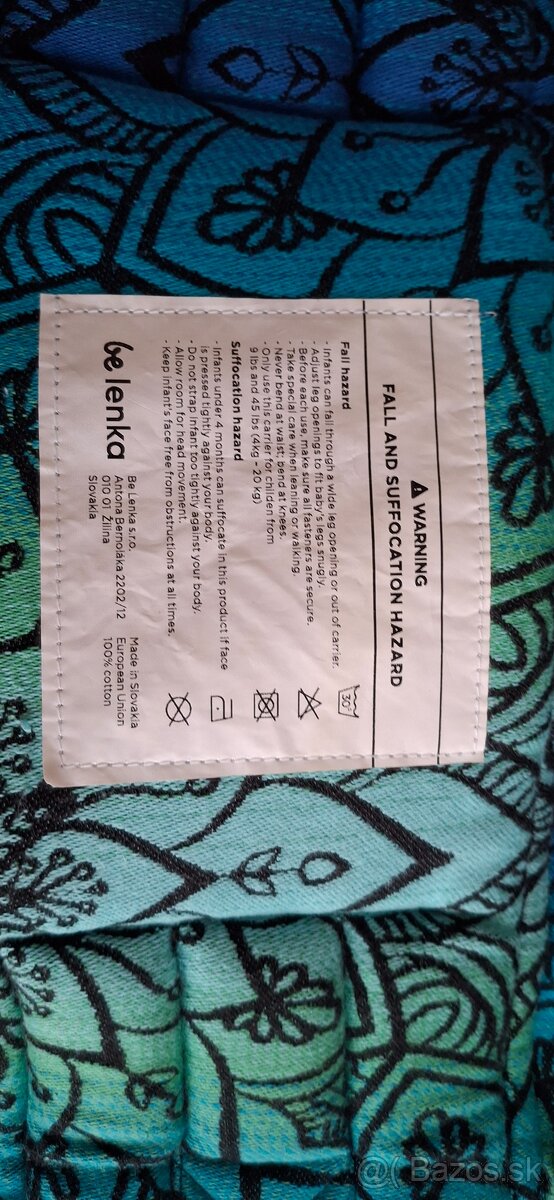 WARNING
FALL AND SUFFOCATION HAZARD
Fall hazard
· Infants can fall through a wide leg opening or out of carrier.
· Adjust leg openings to fit baby's legs snugly.
· Before each use, make sure all fasteners are secure.
· Take special care when leaning or walking.
· Never bend at waist; bend at knees.
· Only use this carrier for childen from
9 lbs and 45 lbs (4kg - 20 kg)
Suffocation hazard
· Infants under 4 months can suffocate in this product if face
is pressed tightly against your body.
· Do not strap infant too tightly against your body.
· Allow room for head movement.
· Keep infant's face free from obstructions at all times.
30°
be lenka
Be Lenka s.r.o.
Antona Bernoláka 2202/12
010 01 Žilina
Slovakia
Made in Slovakia
European Union
100% cotton
@( Bazos.sk